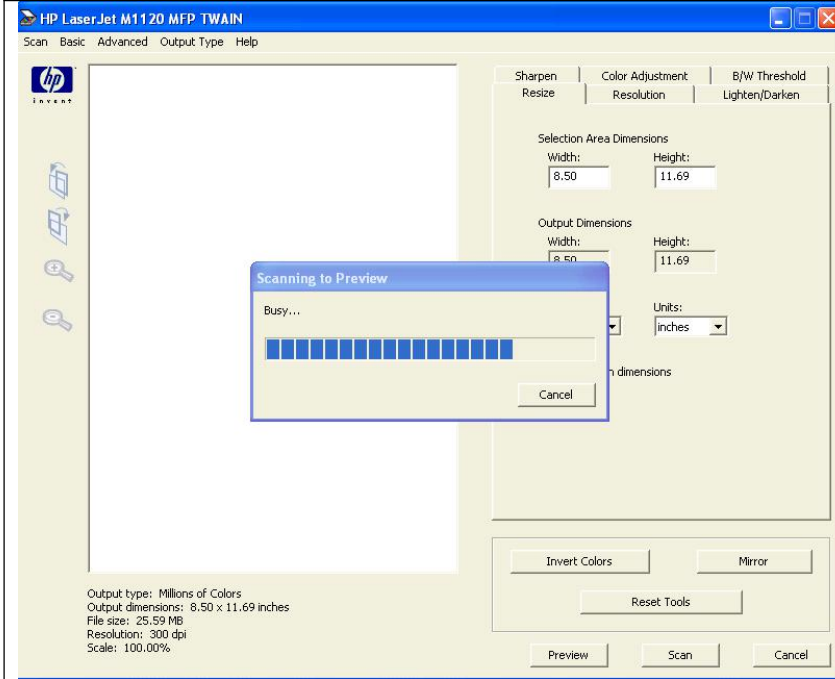 HP LaserJet M1120 MFP TWAIN
Scan Basic Advanced Output Type Help
hp
invent
Sharpen Color Adjustment B/W Threshold
Resize Resolution Lighten/Darken
Selection Area Dimensions
Width: Height:
8.50 11.69
Output Dimensions
Width: Height:
8.50 11.69
Scanning to Preview
Busy...
Units:
inches
dimensions
Cancel
Invert Colors Mirror
Reset Tools
Output type: Millions of Colors
Output dimensions: 8.50 x 11.69 inches
File size: 25.59 MB
Resolution: 300 dpi
Scale: 100.00%
Preview Scan Cancel